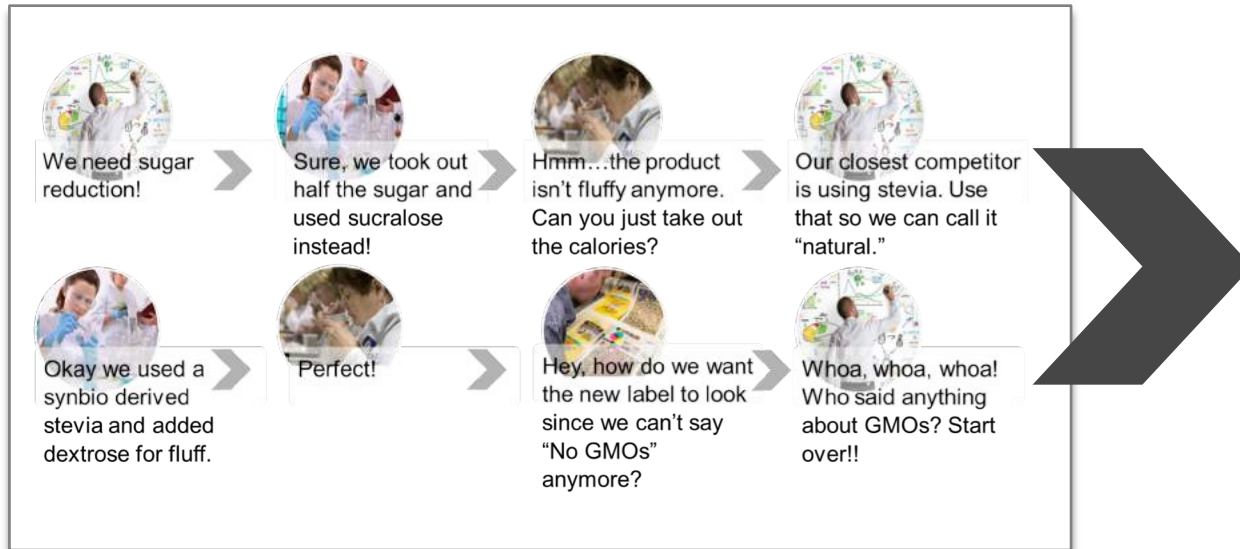 We need sugar
reduction!
Sure, we took out
half the sugar and
used sucralose
instead!
Hmm…the product
isn't fluffy anymore.
Can you just take out
the calories?
Our closest competitor
is using stevia. Use
that so we can call it
“natural.”
Okay we used a
synbio derived
stevia and added
dextrose for fluff.
Perfect!
Hey, how do we want
the new label to look
since we can't say
“No GMOs”
anymore?
Whoa, whoa, whoa!
Who said anything
about GMOs? Start
over!!